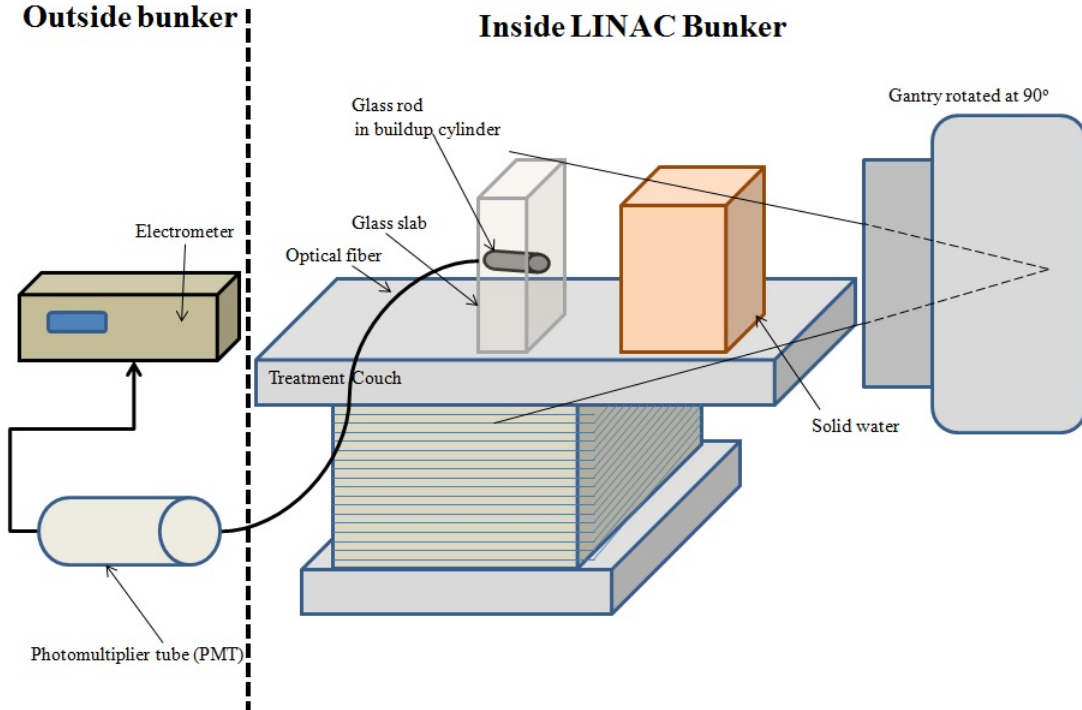 Outside bunker
Inside LINAC Bunker
Glass rod
in buildup cylinder
Gantry rotated at 90º
Electrometer
Glass slab
Optical fiber
Treatment Couch
Solid water
Photomultiplier tube (PMT)